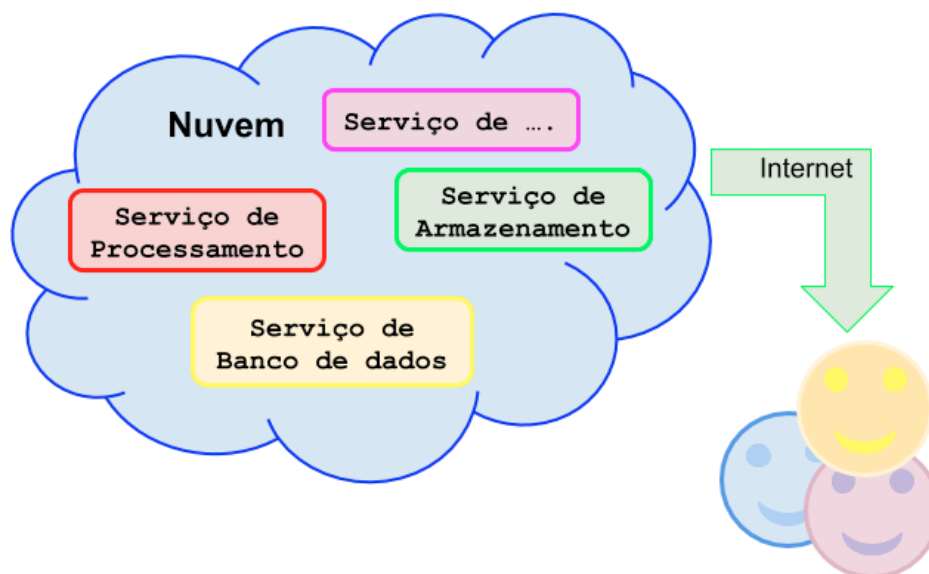 Nuvem
Serviço de ….
Internet
Serviço de
Processamento
Serviço de
Armazenamento
Serviço de
Banco de dados